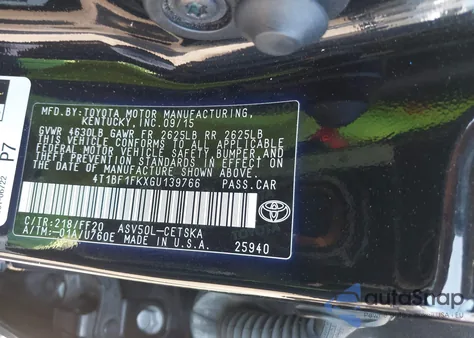 MFD.BY:TOYOTA MOTOR MANUFACTURING,
KENTUCKY,INC.09/15
GVWR 4630LB GAWR FR 2625LB RR 2625LB
THIS VEHICLE CONFORMS TO ALL APPLICABLE
FEDERAL MOTOR VEHICLE SAFETY,BUMPER,AND
THEFT PREVENTION STANDARDS IN EFFECT ON
THE DATE OF MANUFACTURE SHOWN ABOVE.
4T1BF1FKXGU139766 PASS.CAR
C/TR:218/FF20 ASV50L-CETSKA
A/TM:-01A/U760E MADE IN U.S.A. 25940
P7
autoSnap